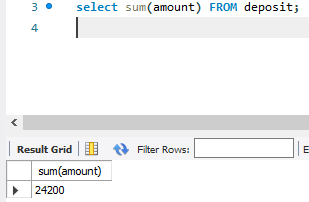 3 select sum(amount) FROM deposit;
4
Result Grid Filter Rows: E
sum(amount)
24200